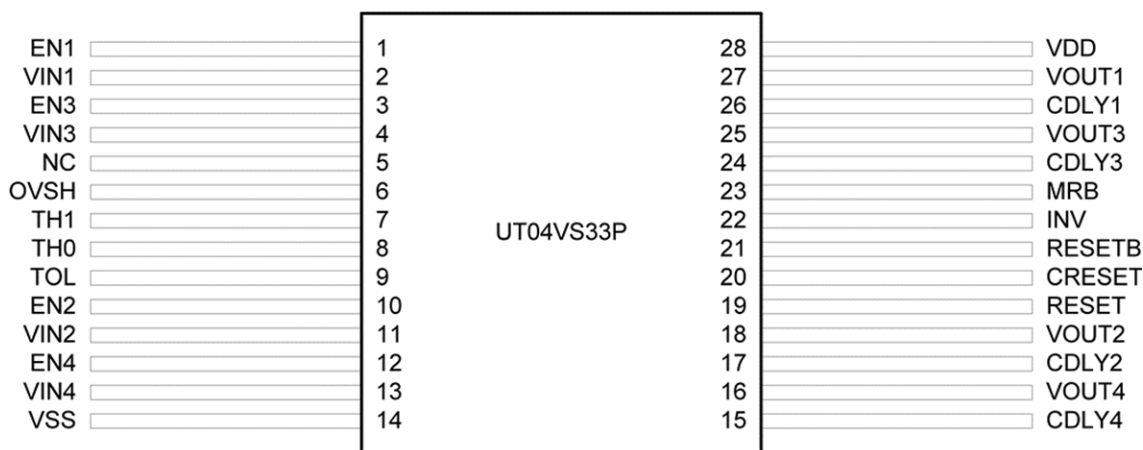 EN1 1 28 VDD
VIN1 2 27 VOUT1
EN3 3 26 CDLY1
VIN3 4 25 VOUT3
NC 5 24 CDLY3
OVSH 6 23 MRB
TH1 7 22 INV
UT04VS33P
TH0 8 21 RESETB
TOL 9 20 CRESET
EN2 10 19 RESET
VIN2 11 18 VOUT2
EN4 12 17 CDLY2
VIN4 13 16 VOUT4
VSS 14 15 CDLY4